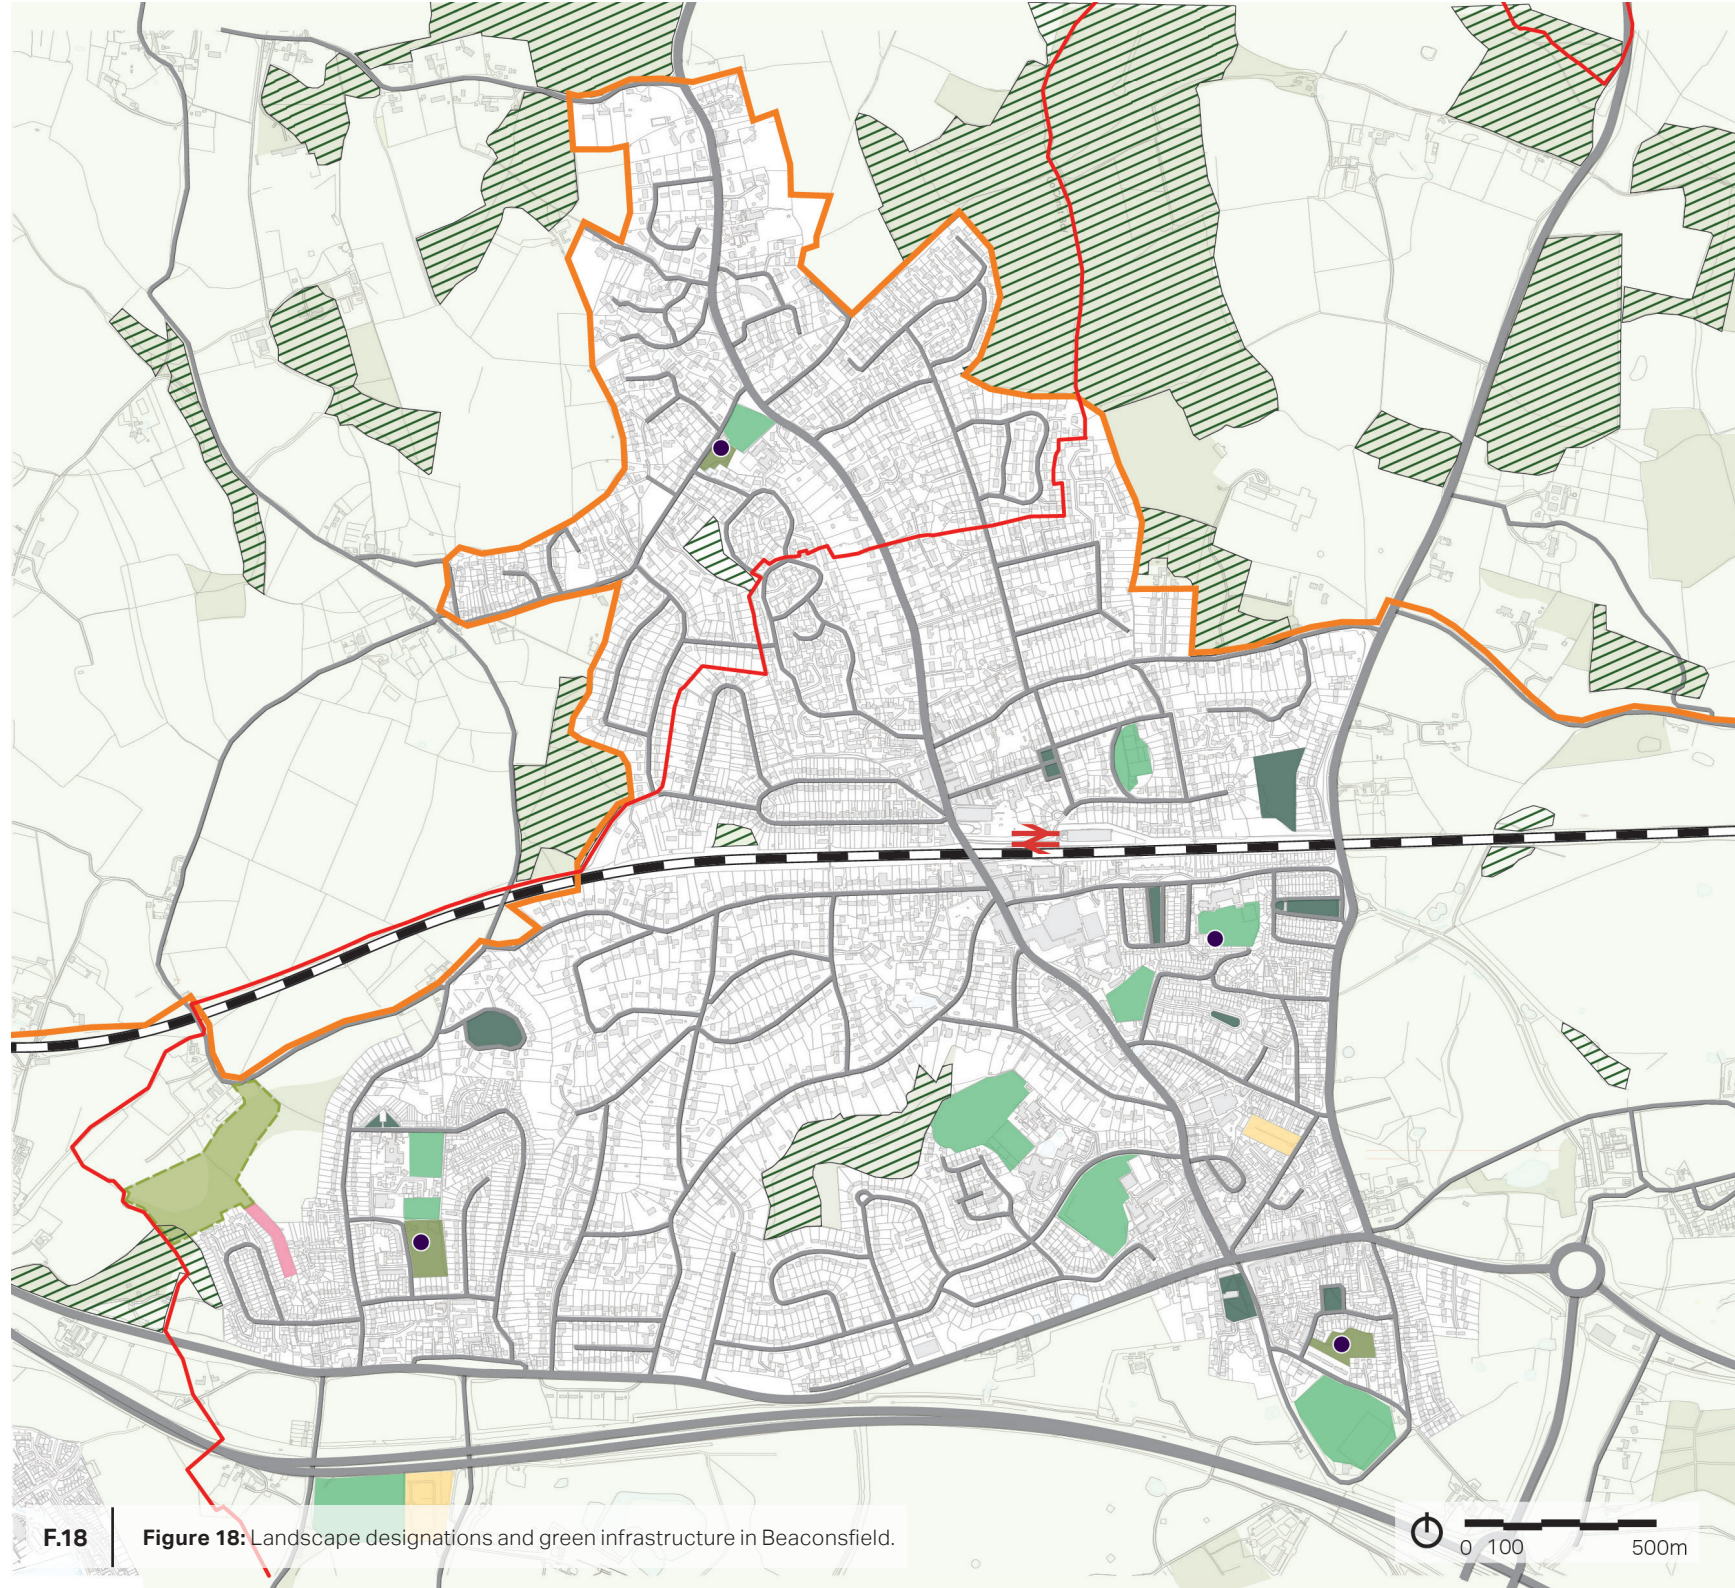 F.18
Figure 18: Landscape designations and green infrastructure in Beaconsfield.
0 100 500m